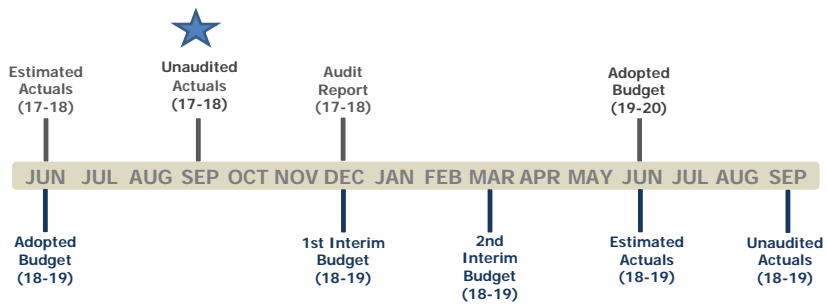 Estimated
Actuals
(17-18)
Unaudited
Actuals
(17-18)
Audit
Report
(17-18)
Adopted
Budget
(19-20)
JUN JUL AUG SEP OCT NOV DEC JAN FEB MAR APR MAY JUN JUL AUG SEP
Adopted
Budget
(18-19)
1st Interim
Budget
(18-19)
2nd
Interim
Budget
(18-19)
Estimated
Actuals
(18-19)
Unaudited
Actuals
(18-19)